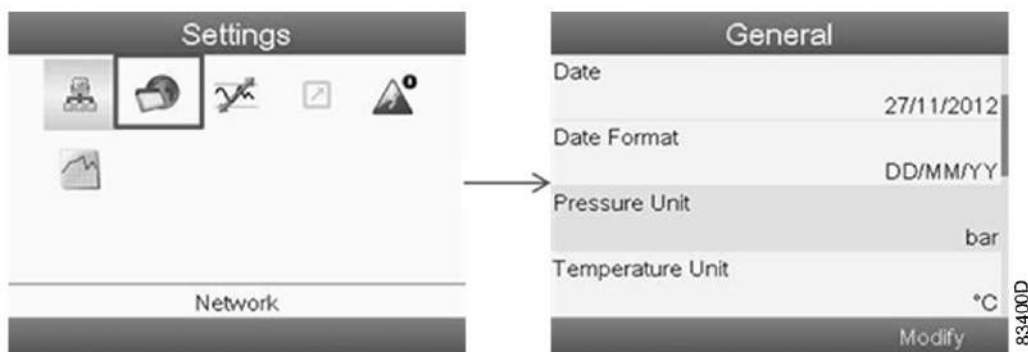 Settings
Network
General
Date
27/11/2012
Date Format
DD/MM/YY
Pressure Unit
bar
Temperature Unit
°C
Modify
83400D